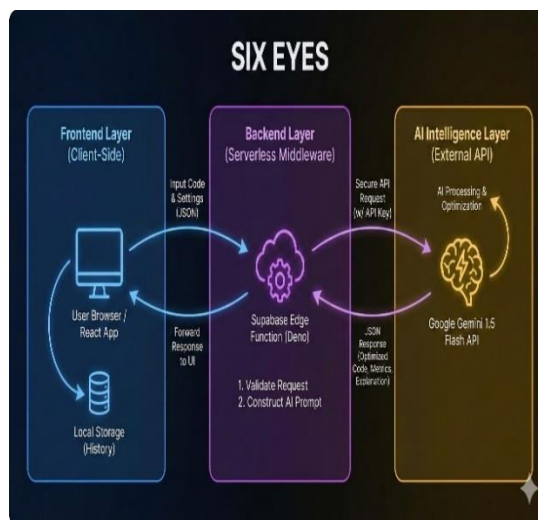 SIX EYES
Frontend Layer
(Client-Side)
Input Code
& Settings
(JSON)
User Browser /
React App
Forward
Response
to UI
Local Storage
(History)
Backend Layer
(Serverless Middleware)
Supabase Edge
Function (Deno)
1. Validate Request
2. Construct AI Prompt
Secure API
Request
(w/ API Key)
JSON
Response
(Optimized
Code, Metrics,
Explanation)
AI Intelligence Layer
(External API)
AI Processing &
Optimization
Google Gemini 1.5
Flash API